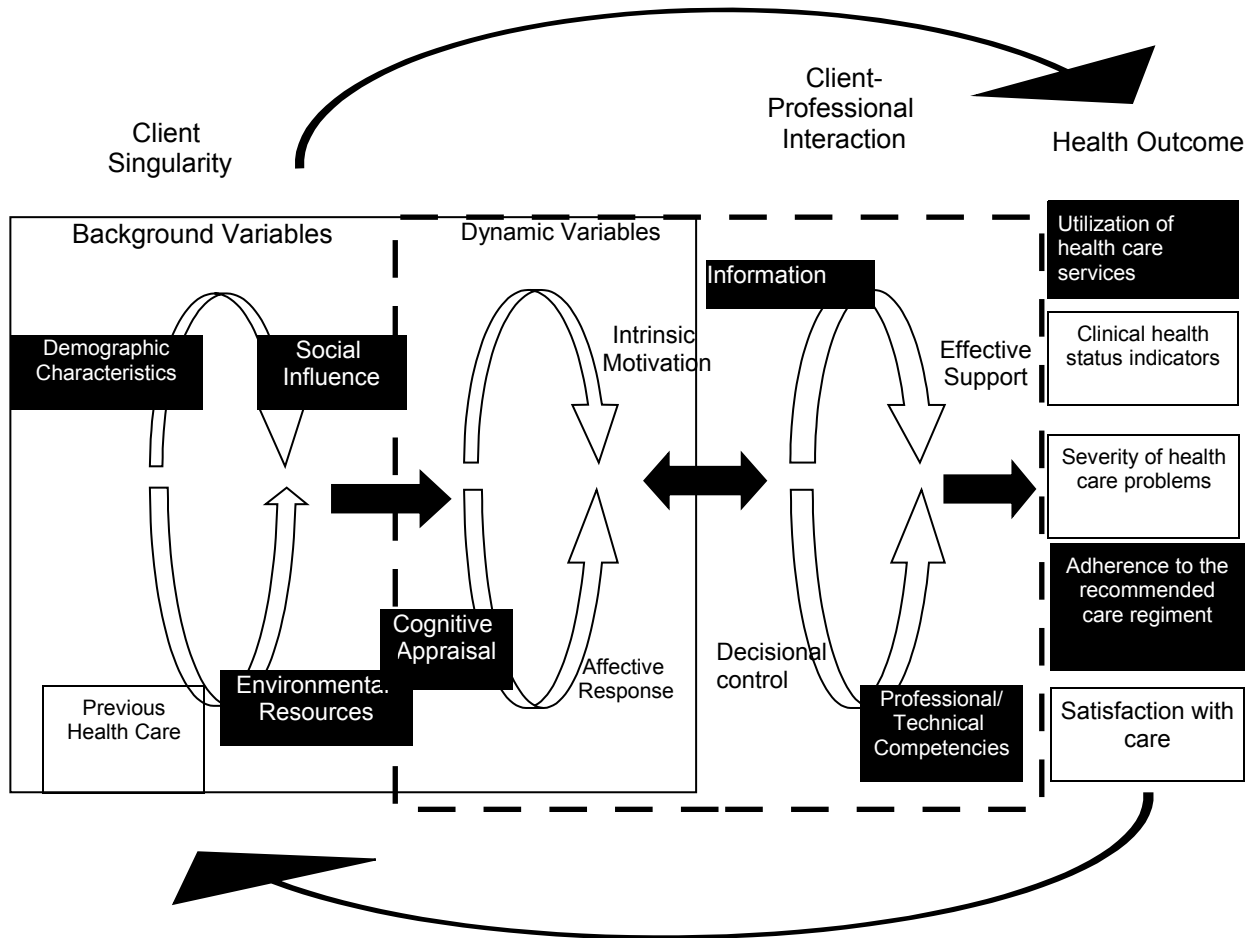 Client
Singularity
Client-
Professional
Interaction
Health Outcome
Background Variables
Demographic
Characteristics
Social
Influence
Previous
Health Care
Environmental
Resources
Dynamic Variables
Intrinsic
Motivation
Cognitive
Appraisal
Affective
Response
Information
Effective
Support
Decisional
control
Professional/
Technical
Competencies
Utilization of
health care
services
Clinical health
status indicators
Severity of health
care problems
Adherence to the
recommended
care regiment
Satisfaction with
care